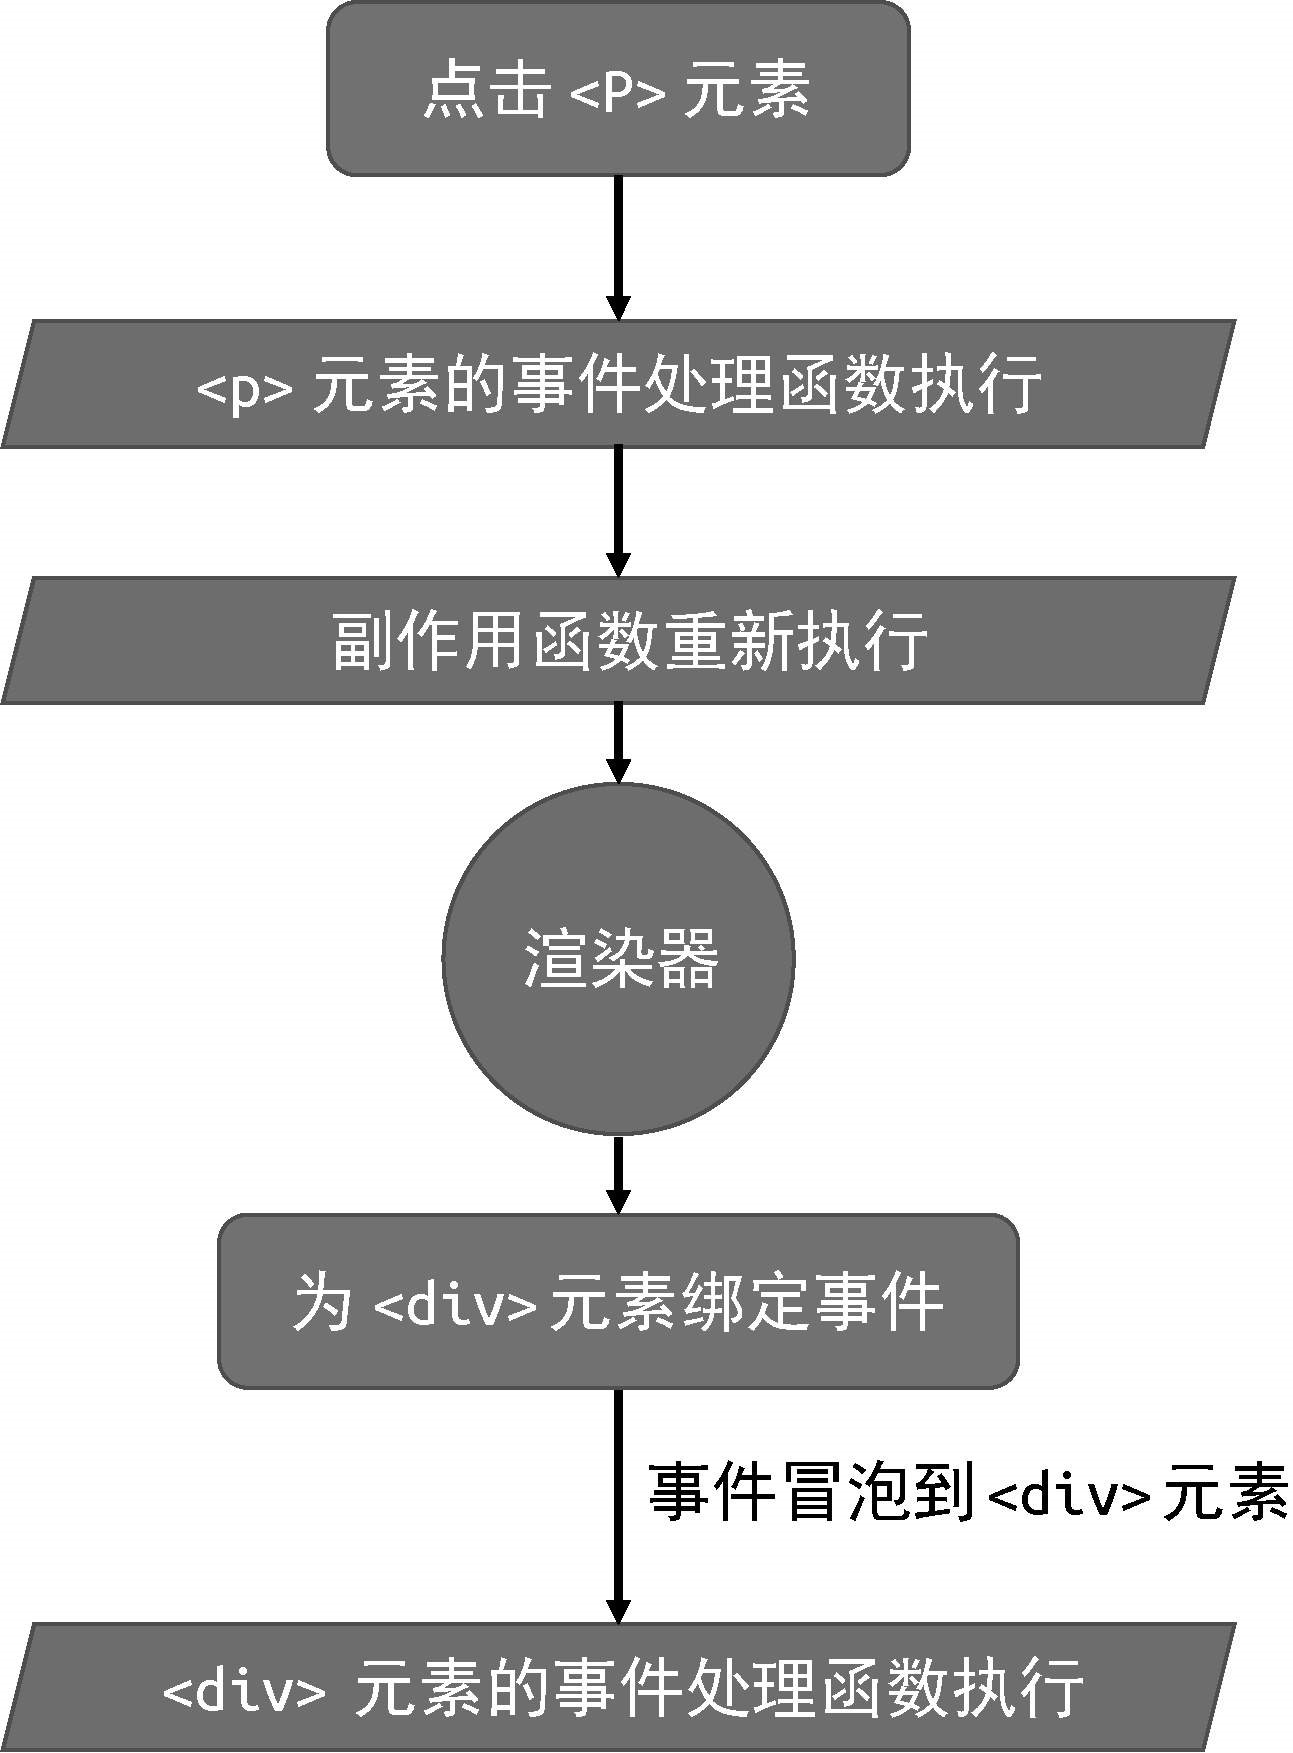 点击 <P> 元素
<p> 元素的事件处理函数执行
副作用函数重新执行
渲染器
为 <div> 元素绑定事件
事件冒泡到 <div> 元素
<div> 元素的事件处理函数执行